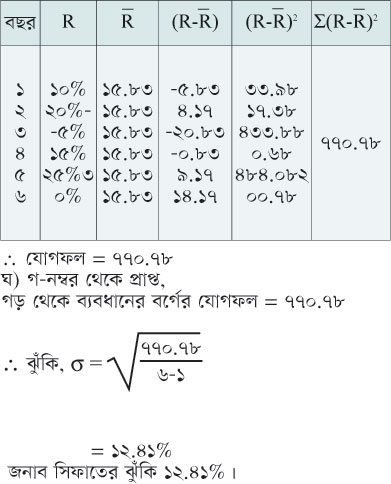 বছর R R̄ (R-R̄) (R-R̄)² Σ(R-R̄)²
১ ১০% ১৫.৮৩ -৫.৮৩ ৩৩.৯৮
২ ২০%- ১৫.৮৩ ৪.১৭ ১৭.৩৮
৩ -৫% ১৫.৮৩ -২০.৮৩ ৪৩৩.৮৮
৭৭০.৭৮
৪ ১৫% ১৫.৮৩ -০.৮৩ ০.৬৮
৫ ২৫%৩ ১৫.৮৩ ৯.১৭ ৪৮৪.০৮২
৬ ০% ১৫.৮৩ ১৪.১৭ ০০.৭৮
∴ যোগফল = ৭৭০.৭৮
ঘ) গ-নম্বর থেকে প্রাপ্ত,
গড় থেকে ব্যবধানের বর্গের যোগফল = ৭৭০.৭৮
∴ ঝুঁকি, σ = √(৭৭০.৭৮/৬-১)
= ১২.৪১%
জনাব সিফাতের ঝুঁকি ১২.৪১% ।